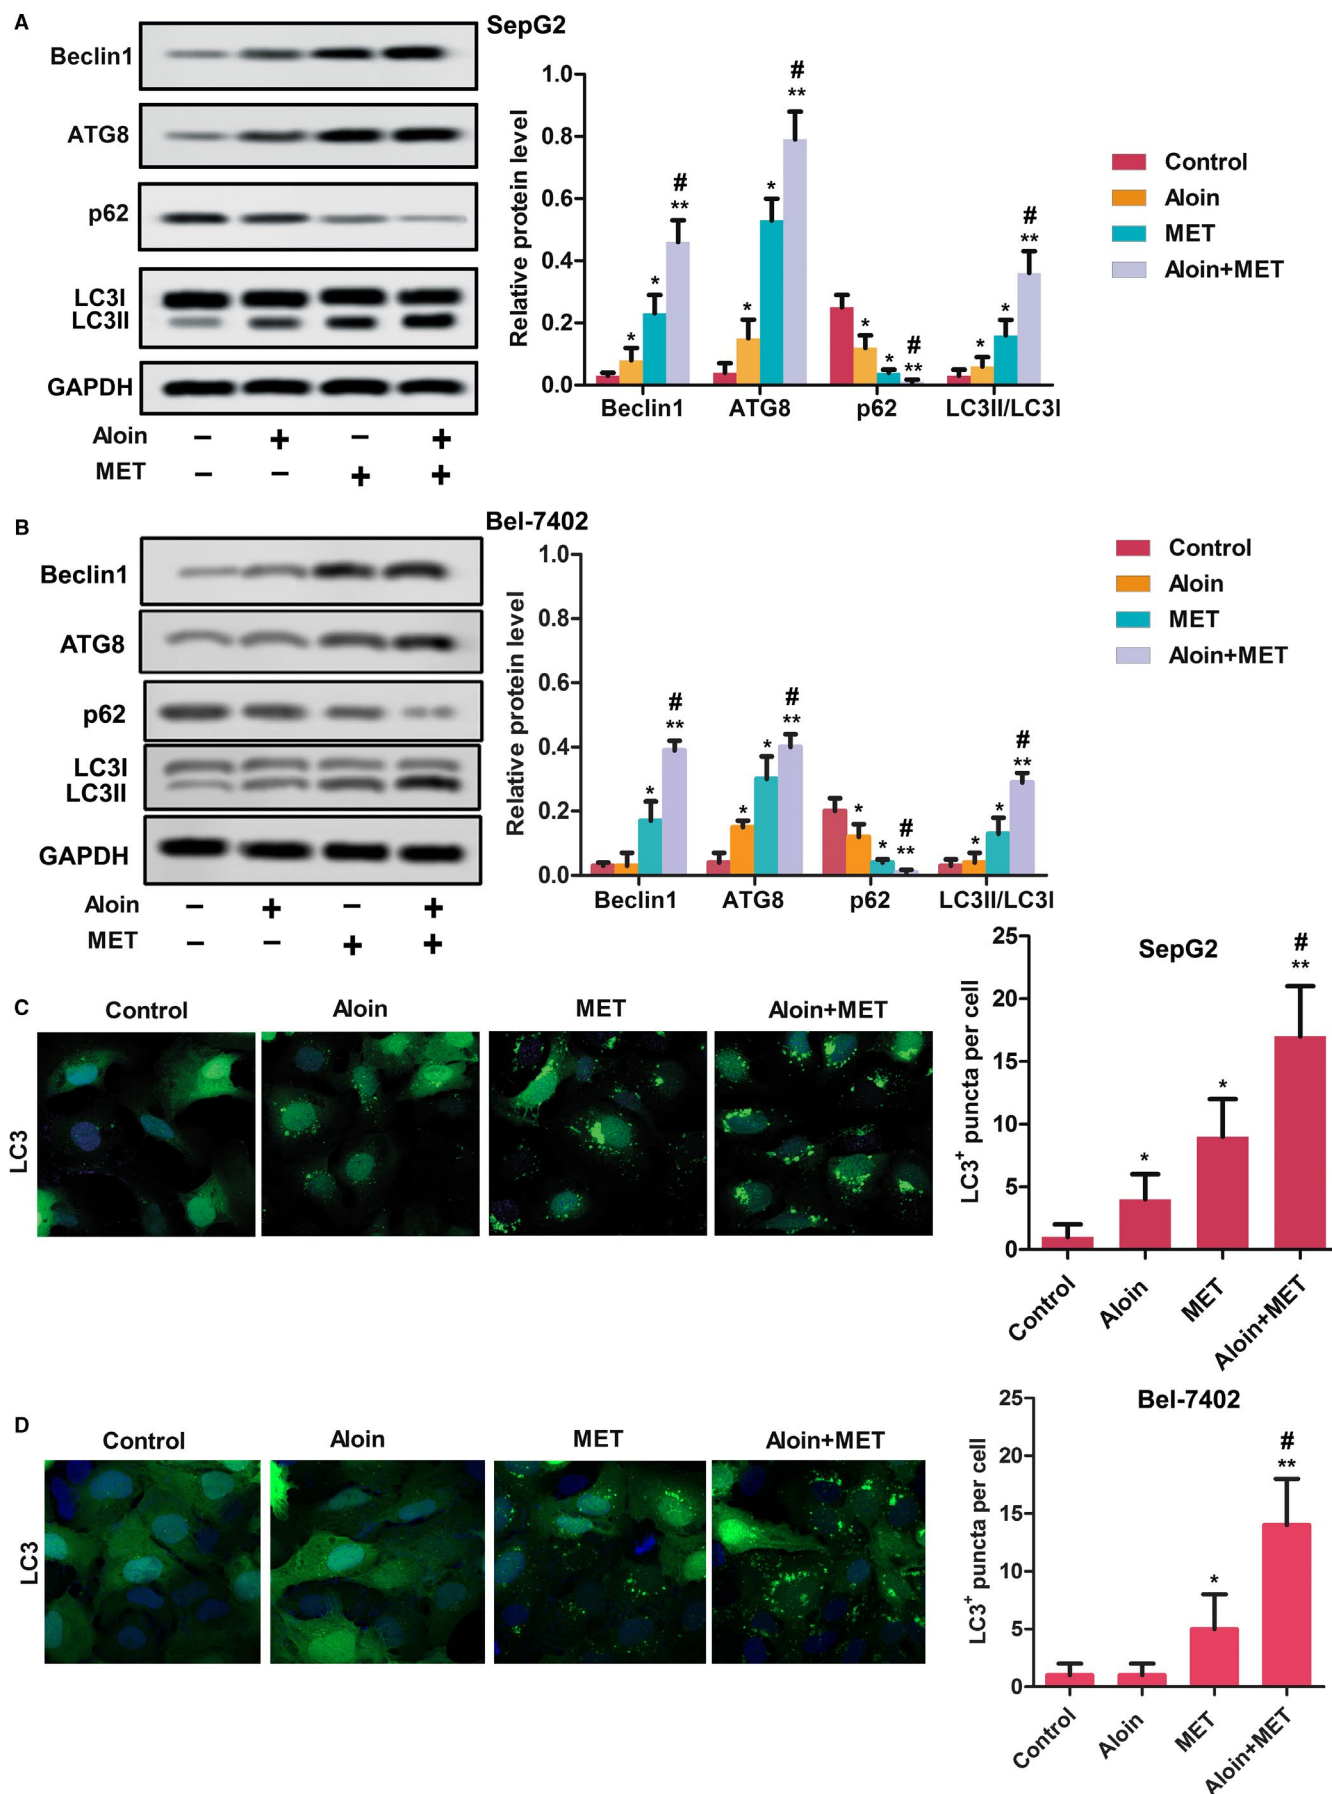 A
SepG2
Beclin1
ATG8
p62
LC3I
LC3II
GAPDH
Aloin − + − +
MET − − + +
Relative protein level
1.0
0.8
0.6
0.4
0.2
0.0
# ** * *
# ** * *
* * # **
# ** * *
Beclin1 ATG8 p62 LC3II/LC3I
Control
Aloin
MET
Aloin+MET
B
Bel-7402
Beclin1
ATG8
p62
LC3I
LC3II
GAPDH
Aloin − + − +
MET − − + +
Relative protein level
1.0
0.8
0.6
0.4
0.2
0.0
* # **
* * # **
* * # **
* * # **
Beclin1 ATG8 p62 LC3II/LC3I
Control
Aloin
MET
Aloin+MET
C
Control Aloin MET Aloin+MET
LC3
SepG2
LC3+ puncta per cell
25
20
15
10
5
0
* * # **
Control Aloin MET Aloin+MET
D
Control Aloin MET Aloin+MET
LC3
Bel-7402
LC3+ puncta per cell
25
20
15
10
5
0
* # **
Control Aloin MET Aloin+MET